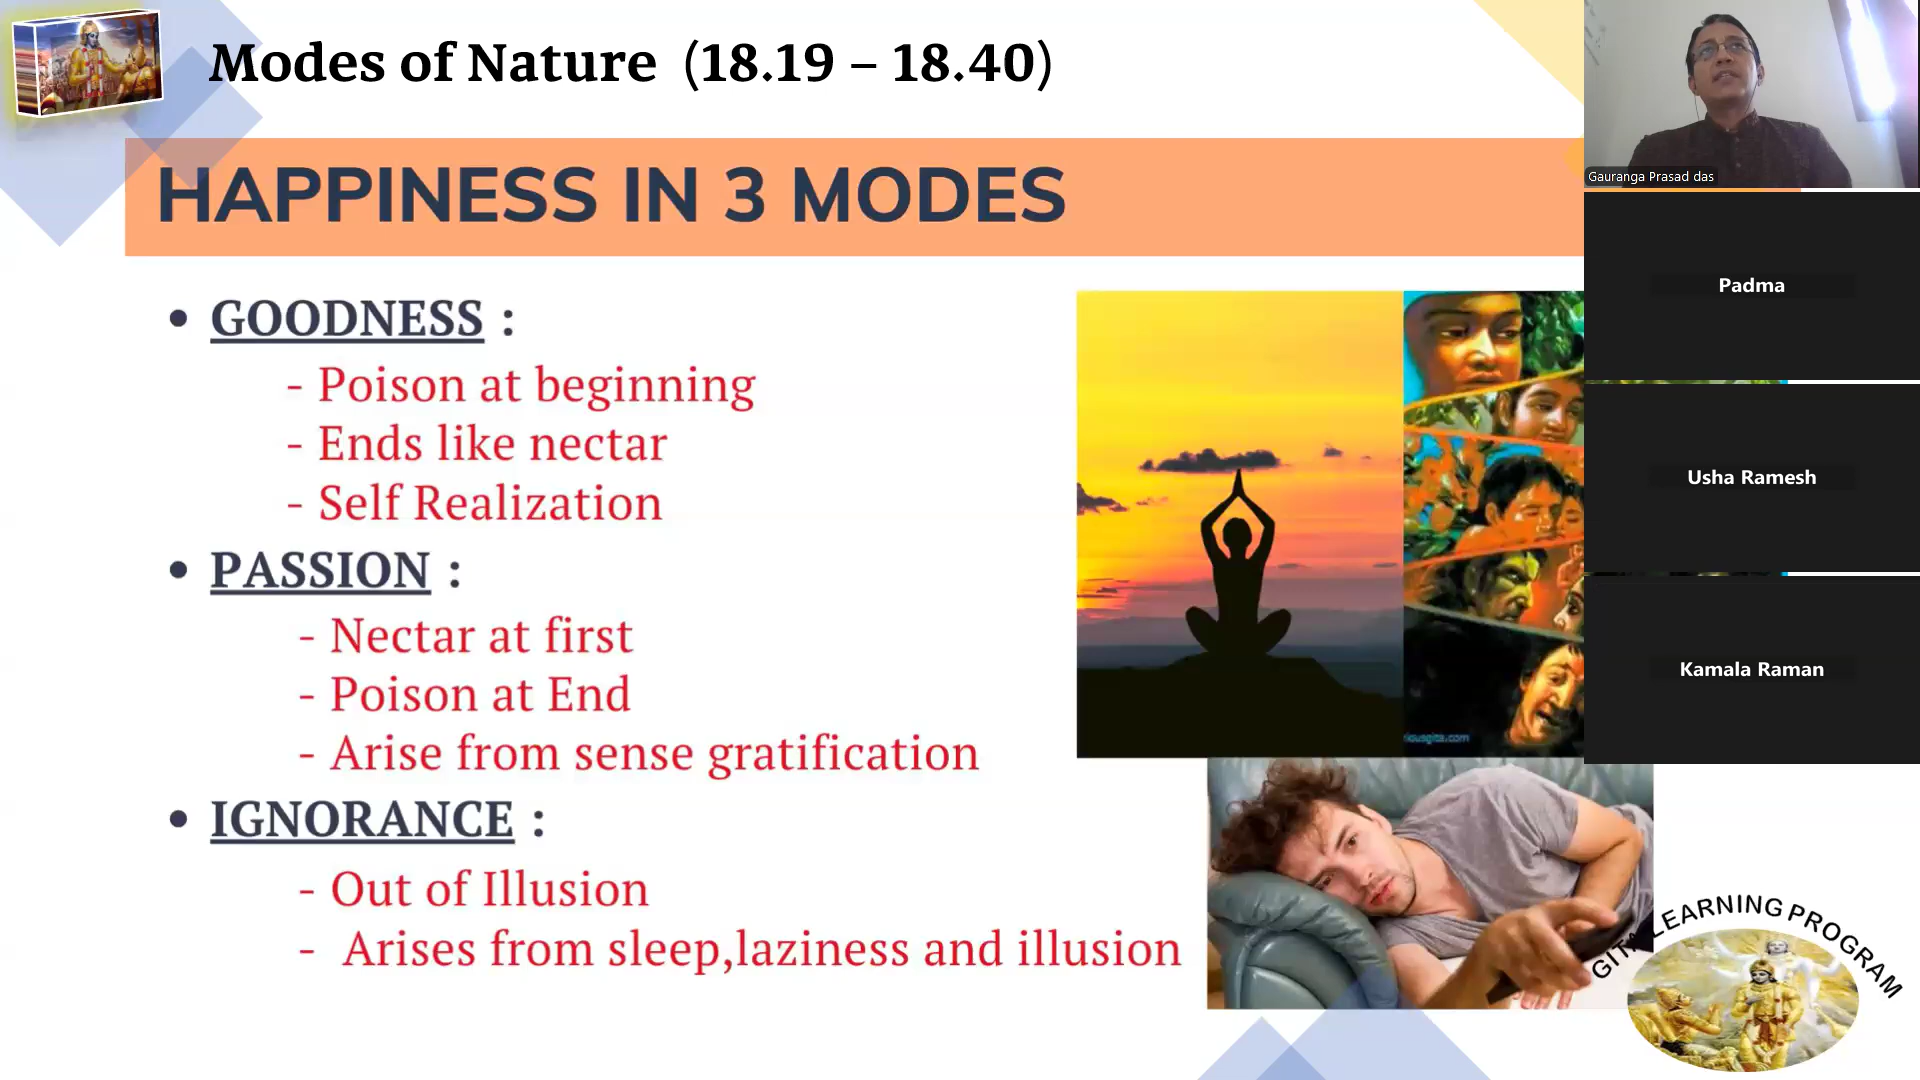 Modes of Nature (18.19 – 18.40)
HAPPINESS IN 3 MODES
• GOODNESS :
- Poison at beginning
- Ends like nectar
- Self Realization
• PASSION :
- Nectar at first
- Poison at End
- Arise from sense gratification
• IGNORANCE :
- Out of Illusion
- Arises from sleep,laziness and illusion
Gauranga Prasad das
Padma
Usha Ramesh
Kamala Raman
GITA LEARNING PROGRAM